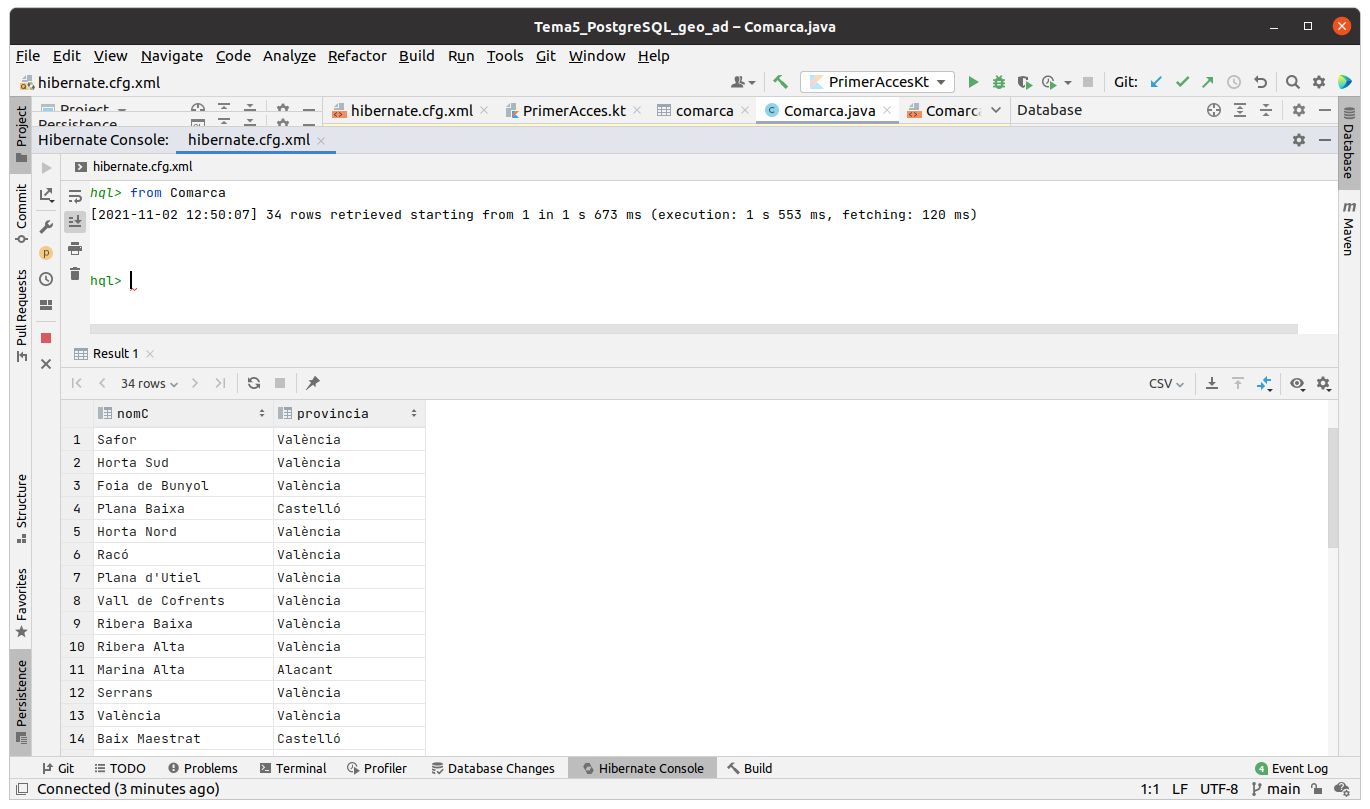 Tema5_PostgreSQL_geo_ad – Comarca.java
File Edit View Navigate Code Analyze Refactor Build Run Tools Git Window Help
hibernate.cfg.xml
PrimerAccesKt
Git:
Project
Persistence
hibernate.cfg.xml
PrimerAcces.kt
comarca
Comarca.java
Comarc
Database
Hibernate Console:
hibernate.cfg.xml
hibernate.cfg.xml
hql> from Comarca
[2021-11-02 12:50:07] 34 rows retrieved starting from 1 in 1 s 673 ms (execution: 1 s 553 ms, fetching: 120 ms)
hql>
Result 1
34 rows
CSV
nomC provincia
1 Safor València
2 Horta Sud València
3 Foia de Bunyol València
4 Plana Baixa Castelló
5 Horta Nord València
6 Racó València
7 Plana d'Utiel València
8 Vall de Cofrents València
9 Ribera Baixa València
10 Ribera Alta València
11 Marina Alta Alacant
12 Serrans València
13 València València
14 Baix Maestrat Castelló
Project
Commit
Pull Requests
Structure
Favorites
Persistence
Database
m Maven
Git TODO Problems Terminal Profiler Database Changes Hibernate Console Build 4 Event Log
Connected (3 minutes ago) 1:1 LF UTF-8 main